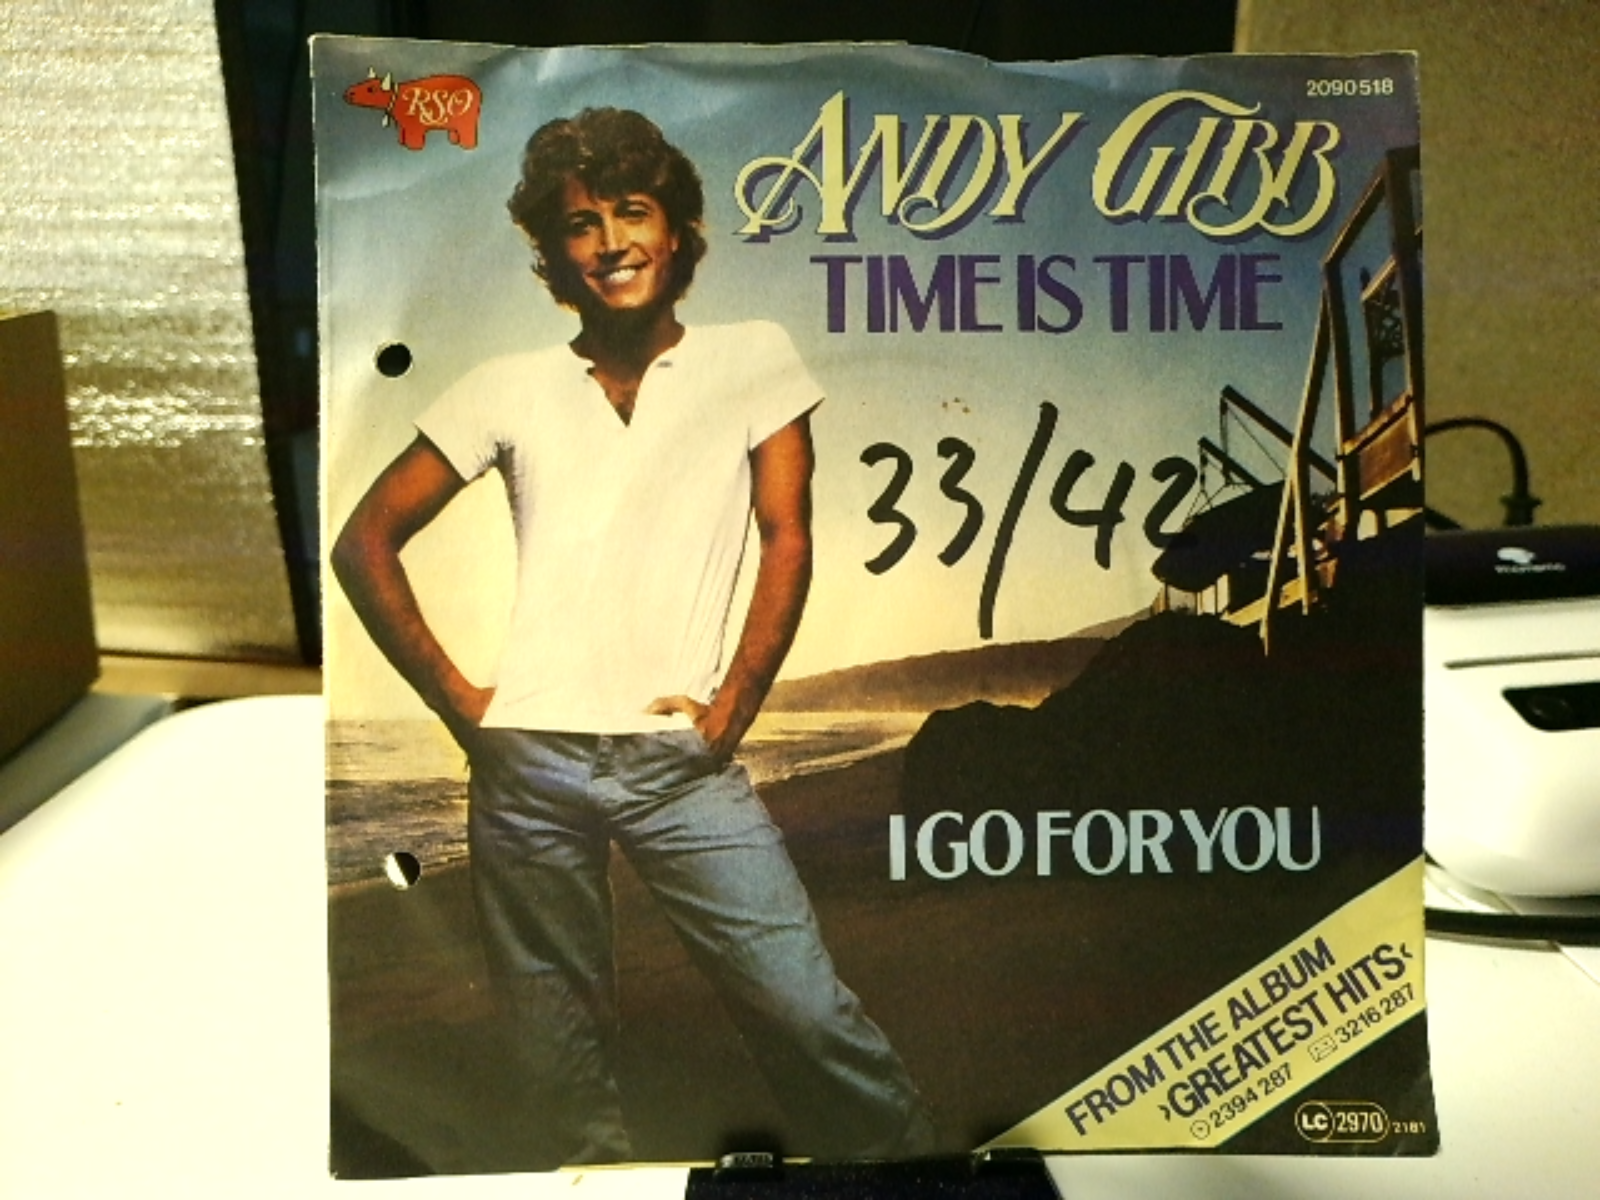 RSO
2090518
ANDY GIBB
TIME IS TIME
33/42
I GO FOR YOU
FROM THE ALBUM
›GREATEST HITS‹
2394 287 3216 287
LC 2970 2181